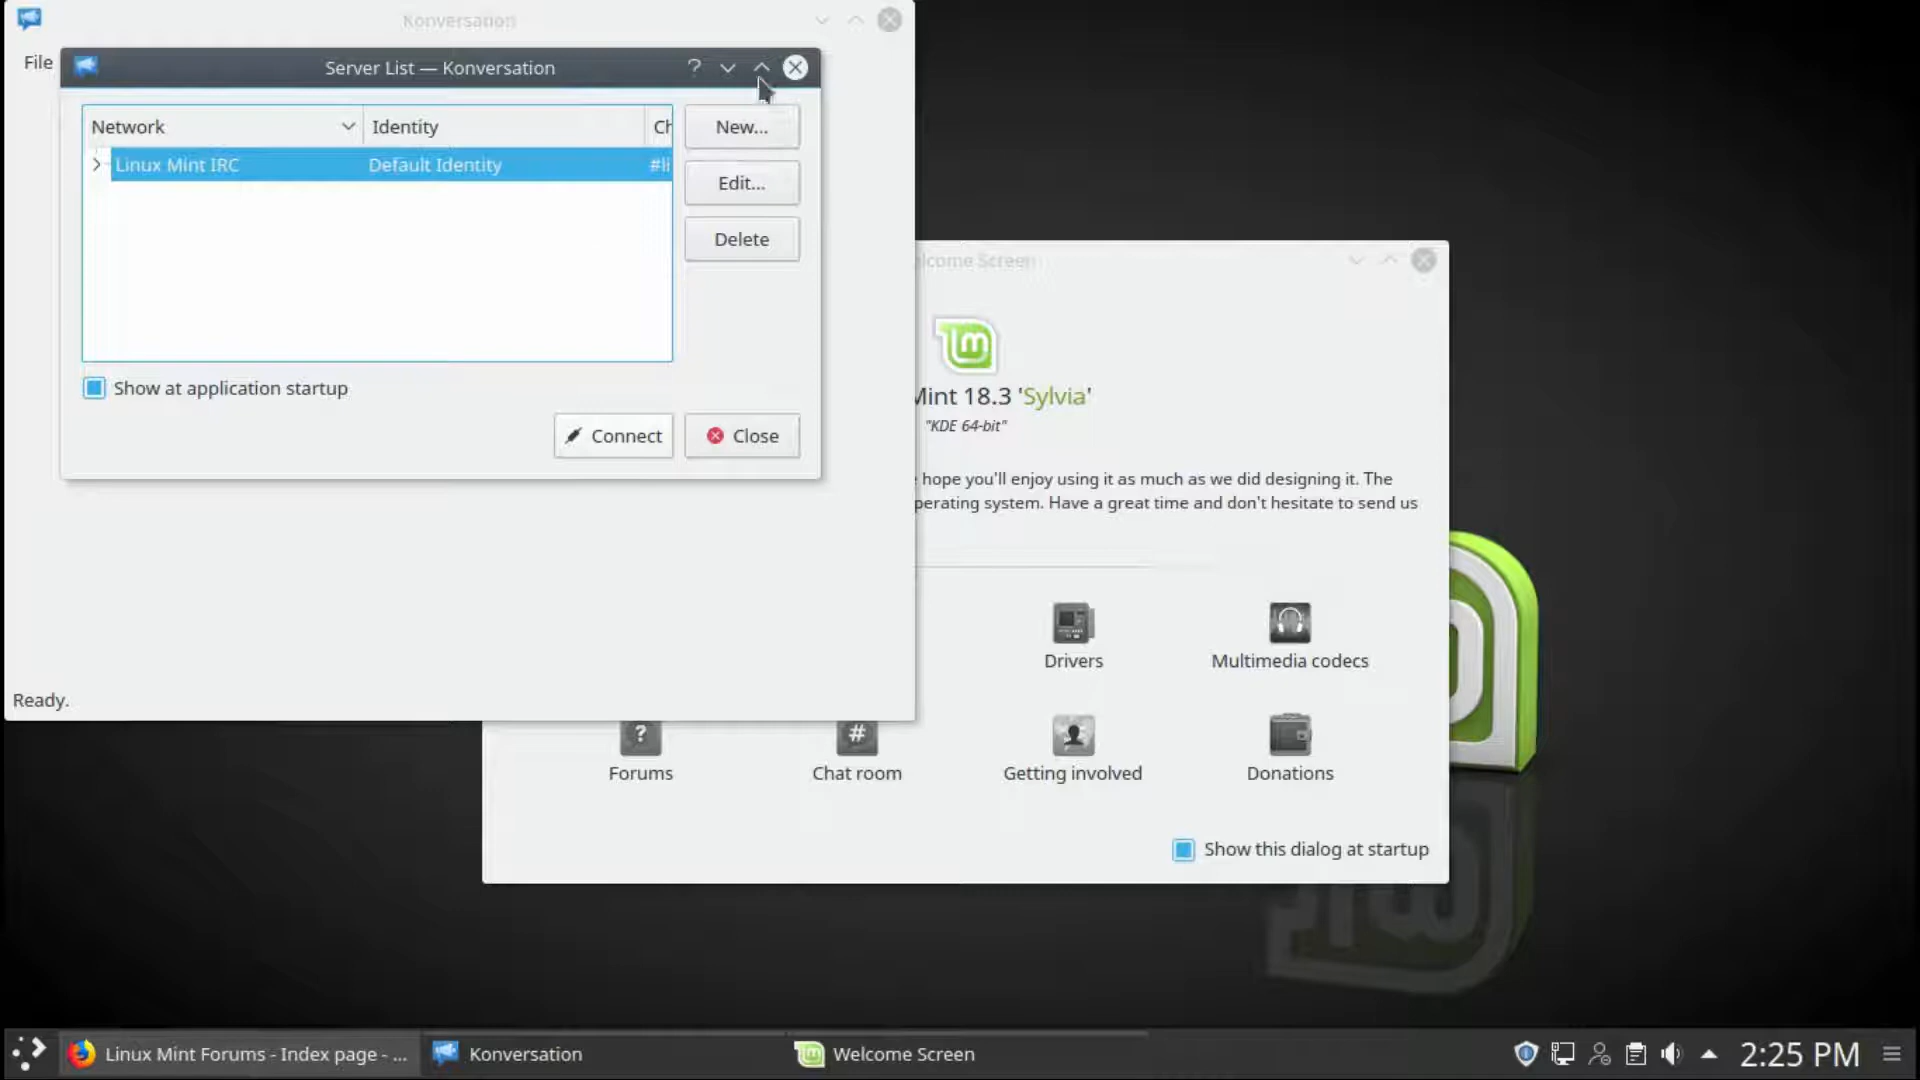 Konversation
File
Server List — Konversation
Network
Identity
Ch
New...
Linux Mint IRC
Default Identity
#li
Edit...
Delete
Show at application startup
Connect
Close
Ready.
elcome Screen
Mint 18.3 'Sylvia'
"KDE 64-bit"
hope you'll enjoy using it as much as we did designing it. The
perating system. Have a great time and don't hesitate to send us
Drivers
Multimedia codecs
Forums
Chat room
Getting involved
Donations
Show this dialog at startup
Linux Mint Forums - Index page - ...
Konversation
Welcome Screen
2:25 PM